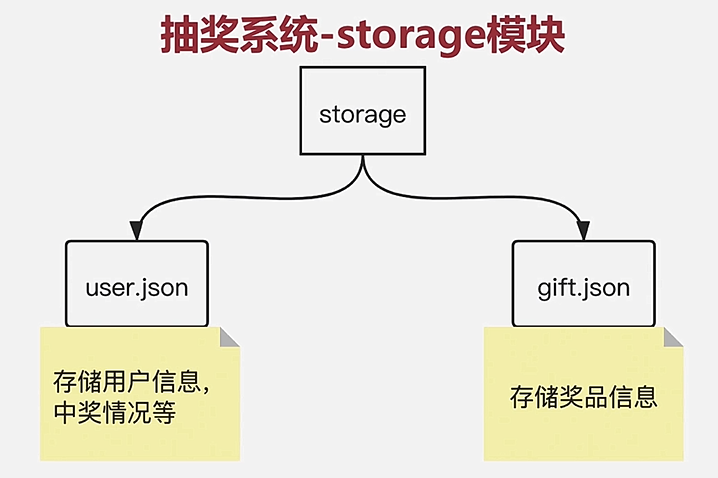 抽奖系统-storage模块
storage
user.json
gift.json
存储用户信息，
中奖情况等
存储奖品信息